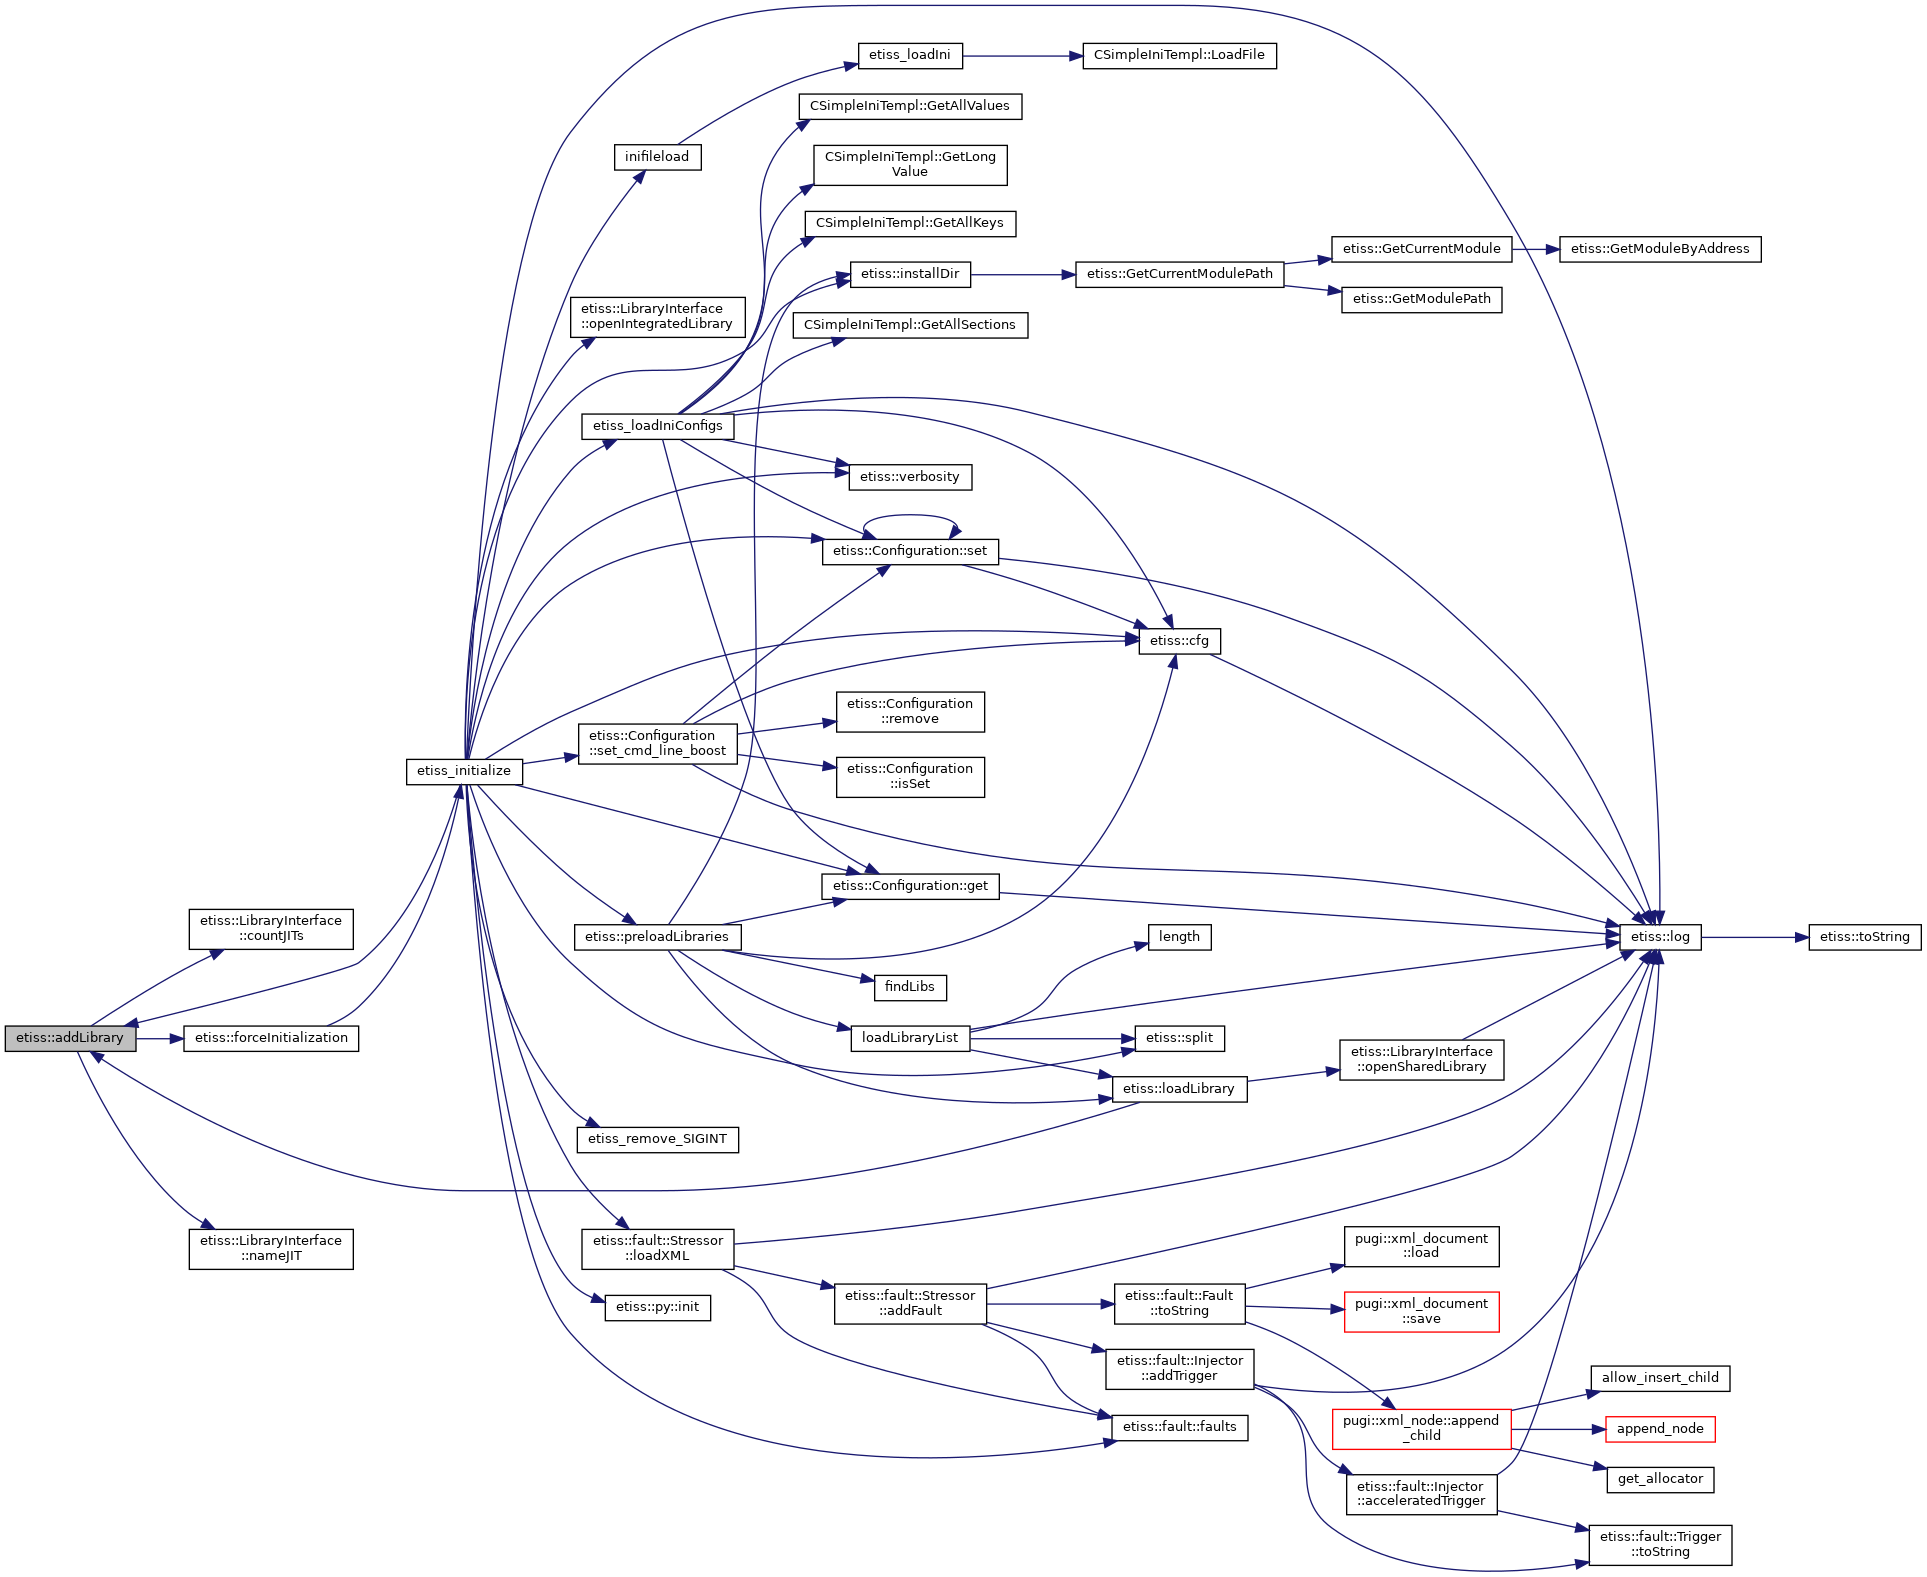 etiss_loadIni
CSimpleIniTempl::LoadFile
CSimpleIniTempl::GetAllValues
inifileload
CSimpleIniTempl::GetLong
Value
CSimpleIniTempl::GetAllKeys
etiss::GetCurrentModule
etiss::GetModuleByAddress
etiss::installDir
etiss::GetCurrentModulePath
etiss::GetModulePath
etiss::LibraryInterface
::openIntegratedLibrary
CSimpleIniTempl::GetAllSections
etiss_loadIniConfigs
etiss::verbosity
etiss::Configuration::set
etiss::cfg
etiss::Configuration
::remove
etiss::Configuration
::set_cmd_line_boost
etiss_initialize
etiss::Configuration
::isSet
etiss::Configuration::get
etiss::LibraryInterface
::countJITs
etiss::preloadLibraries
length
etiss::log
etiss::toString
findLibs
etiss::addLibrary
etiss::forceInitialization
loadLibraryList
etiss::split
etiss::LibraryInterface
::openSharedLibrary
etiss::loadLibrary
etiss_remove_SIGINT
etiss::LibraryInterface
::nameJIT
etiss::fault::Stressor
::loadXML
pugi::xml_document
::load
etiss::py::init
etiss::fault::Stressor
::addFault
etiss::fault::Fault
::toString
pugi::xml_document
::save
etiss::fault::Injector
::addTrigger
allow_insert_child
etiss::fault::faults
pugi::xml_node::append
_child
append_node
get_allocator
etiss::fault::Injector
::acceleratedTrigger
etiss::fault::Trigger
::toString